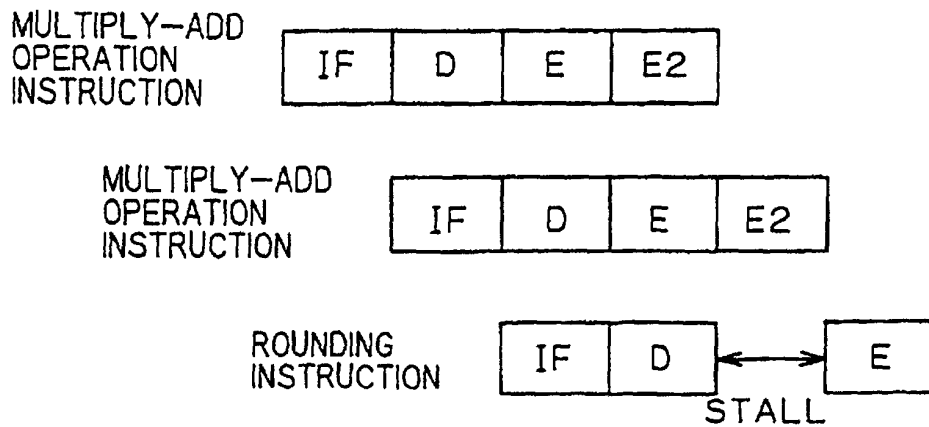 MULTIPLY-ADD
OPERATION
INSTRUCTION
IF D E E2
MULTIPLY-ADD
OPERATION
INSTRUCTION
IF D E E2
ROUNDING
INSTRUCTION
IF D E
STALL